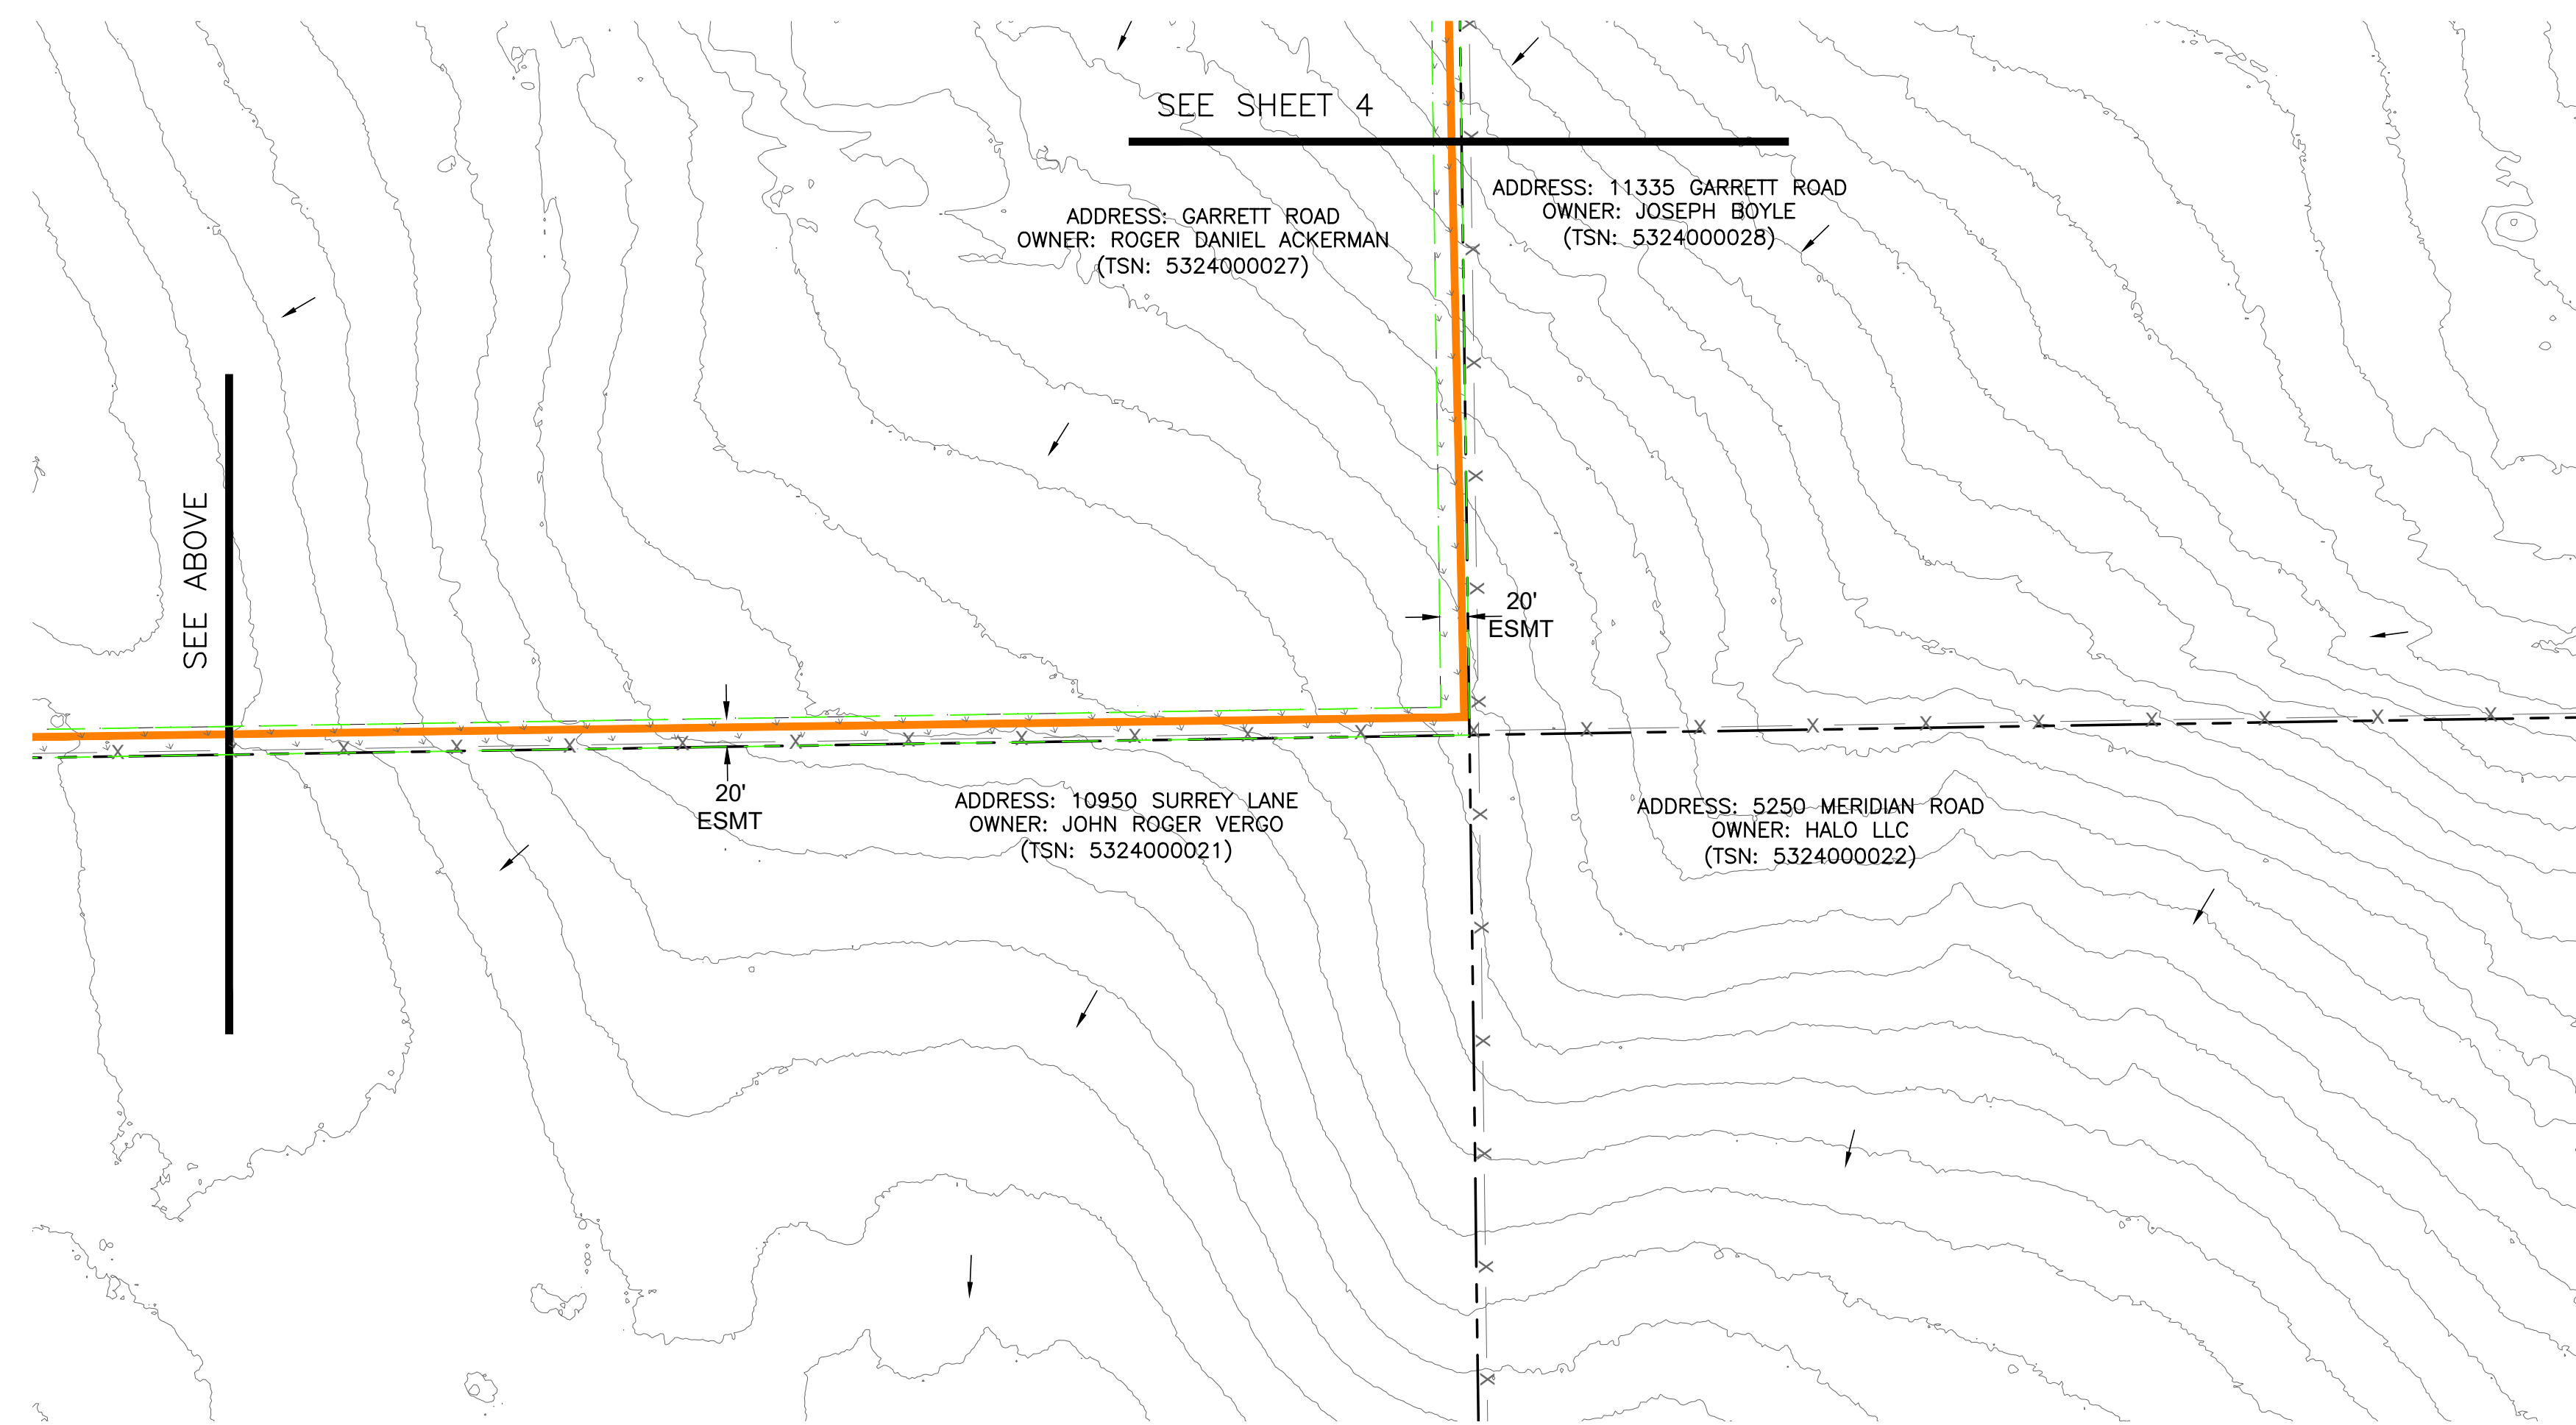 SEE SHEET 4
ADDRESS: 11335 GARRETT ROAD
OWNER: JOSEPH BOYLE
(TSN: 5324000028)
ADDRESS: GARRETT ROAD
OWNER: ROGER DANIEL ACKERMAN
(TSN: 5324000027)
SEE ABOVE
20'
ESMT
20'
ESMT
ADDRESS: 10950 SURREY LANE
OWNER: JOHN ROGER VERGO
(TSN: 5324000021)
ADDRESS: 5250 MERIDIAN ROAD
OWNER: HALO LLC
(TSN: 5324000022)